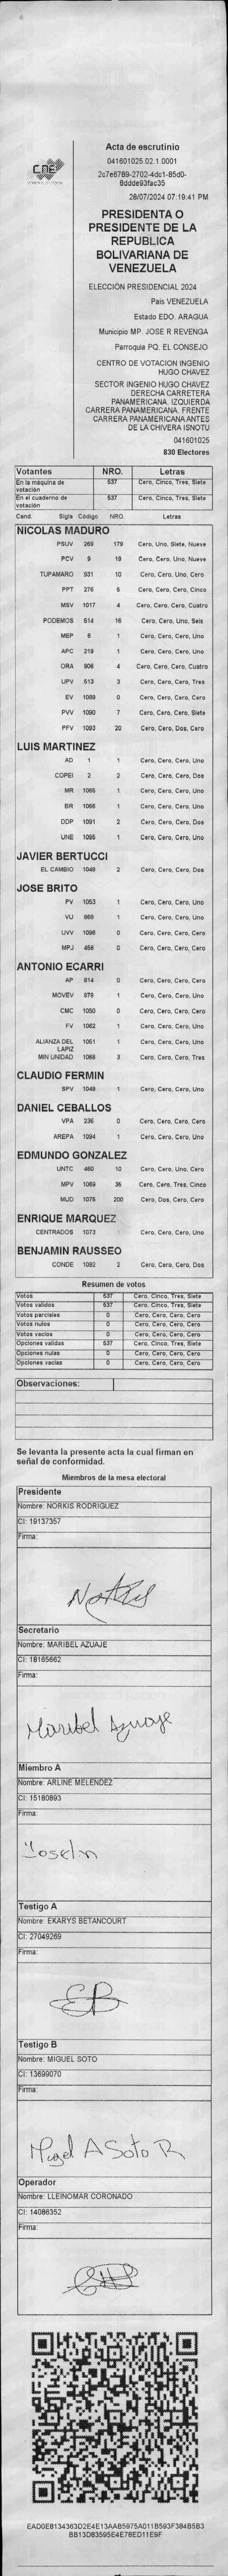 CNE
Acta de escrutinio
041601025.02.1.0001
2c7e6789-2702-4dc1-85d0-
8ddde93fac35
28/07/2024 07:19:41 PM
PRESIDENTA O
PRESIDENTE DE LA
REPUBLICA
BOLIVARIANA DE
VENEZUELA
ELECCIÓN PRESIDENCIAL 2024
País VENEZUELA
Estado EDO. ARAGUA
Municipio MP. JOSE R REVENGA
Parroquia PQ. EL CONSEJO
CENTRO DE VOTACION INGENIO
HUGO CHAVEZ
SECTOR INGENIO HUGO CHAVEZ
DERECHA CARRETERA
PANAMERICANA. IZQUIERDA
CARRERA PANAMERICANA. FRENTE
CARRERA PANAMERICANA ANTES
DE LA CHIVERA ISNOTU
041601025
830 Electores
Votantes NRO. Letras
En la máquina de votación 537 Cero, Cinco, Tres, Siete
En el cuaderno de votación 537 Cero, Cinco, Tres, Siete
Cand. Sigla Código NRO. Letras
NICOLAS MADURO
PSUV 269 179 Cero, Uno, Siete, Nueve
PCV 9 19 Cero, Cero, Uno, Nueve
TUPAMARO 931 10 Cero, Cero, Uno, Cero
PPT 276 5 Cero, Cero, Cero, Cinco
MSV 1017 4 Cero, Cero, Cero, Cuatro
PODEMOS 514 16 Cero, Cero, Uno, Seis
MEP 6 1 Cero, Cero, Cero, Uno
APC 219 1 Cero, Cero, Cero, Uno
ORA 906 4 Cero, Cero, Cero, Cuatro
UPV 513 3 Cero, Cero, Cero, Tres
EV 1089 0 Cero, Cero, Cero, Cero
PVV 1090 7 Cero, Cero, Cero, Siete
PFV 1093 20 Cero, Cero, Dos, Cero
LUIS MARTINEZ
AD 1 1 Cero, Cero, Cero, Uno
COPEI 2 2 Cero, Cero, Cero, Dos
MR 1065 1 Cero, Cero, Cero, Uno
BR 1066 1 Cero, Cero, Cero, Uno
DDP 1091 2 Cero, Cero, Cero, Dos
UNE 1095 1 Cero, Cero, Cero, Uno
JAVIER BERTUCCI
EL CAMBIO 1048 2 Cero, Cero, Cero, Dos
JOSE BRITO
PV 1053 1 Cero, Cero, Cero, Uno
VU 868 1 Cero, Cero, Cero, Uno
UVV 1096 0 Cero, Cero, Cero, Cero
MPJ 458 0 Cero, Cero, Cero, Cero
ANTONIO ECARRI
AP 814 0 Cero, Cero, Cero, Cero
MOVEV 878 1 Cero, Cero, Cero, Uno
CMC 1050 0 Cero, Cero, Cero, Cero
FV 1062 1 Cero, Cero, Cero, Uno
ALIANZA DEL LAPIZ 1051 1 Cero, Cero, Cero, Uno
MIN UNIDAD 1068 3 Cero, Cero, Cero, Tres
CLAUDIO FERMIN
SPV 1049 1 Cero, Cero, Cero, Uno
DANIEL CEBALLOS
VPA 236 0 Cero, Cero, Cero, Cero
AREPA 1094 1 Cero, Cero, Cero, Uno
EDMUNDO GONZALEZ
UNTC 460 10 Cero, Cero, Uno, Cero
MPV 1069 35 Cero, Cero, Tres, Cinco
MUD 1075 200 Cero, Dos, Cero, Cero
ENRIQUE MARQUEZ
CENTRADOS 1073 1 Cero, Cero, Cero, Uno
BENJAMIN RAUSSEO
CONDE 1092 2 Cero, Cero, Cero, Dos
Resumen de votos
Votos 537 Cero, Cinco, Tres, Siete
Votos validos 537 Cero, Cinco, Tres, Siete
Votos parciales 0 Cero, Cero, Cero, Cero
Votos nulos 0 Cero, Cero, Cero, Cero
Votos vacios 0 Cero, Cero, Cero, Cero
Opciones validas 537 Cero, Cinco, Tres, Siete
Opciones nulas 0 Cero, Cero, Cero, Cero
Opciones vacias 0 Cero, Cero, Cero, Cero
Observaciones:
Se levanta la presente acta la cual firman en
señal de conformidad.
Miembros de la mesa electoral
Presidente
Nombre: NORKIS RODRIGUEZ
CI: 19137357
Firma:
Secretario
Nombre: MARIBEL AZUAJE
CI: 18165662
Firma:
Maribel Azuaje
Miembro A
Nombre: ARLINE MELENDEZ
CI: 15180893
Firma:
Testigo A
Nombre: EKARYS BETANCOURT
CI: 27049269
Firma:
EB
Testigo B
Nombre: MIGUEL SOTO
CI: 13699070
Firma:
Miguel A Soto R
Operador
Nombre: LLEINOMAR CORONADO
CI: 14086352
Firma:
EAD0E8134363D2E4E13AAB5975A011B593F384B5B3
BB13D83595E4E78ED11E9F